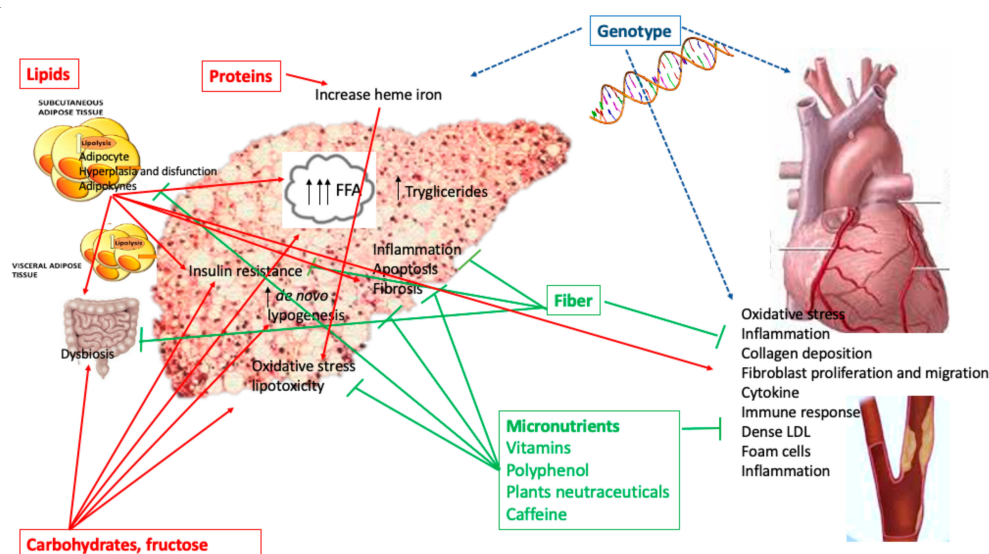 Genotype
Lipids
Proteins
SUBCUTANEOUS
ADIPOSE TISSUE
Increase heme iron
Lipolysis
Adipocyte
Hyperplasia and disfunction
Adipokynes
FFA
Tryglicerides
Lipolysis
VISCERAL ADIPOSE
TISSUE
Insulin resistance
Inflammation
Apoptosis
Fibrosis
de novo
lypogenesis
Fiber
Dysbiosis
Oxidative stress
lipotoxicity
Oxidative stress
Inflammation
Collagen deposition
Fibroblast proliferation and migration
Cytokine
Immune response
Dense LDL
Foam cells
Inflammation
Micronutrients
Vitamins
Polyphenol
Plants neutraceuticals
Caffeine
Carbohydrates, fructose